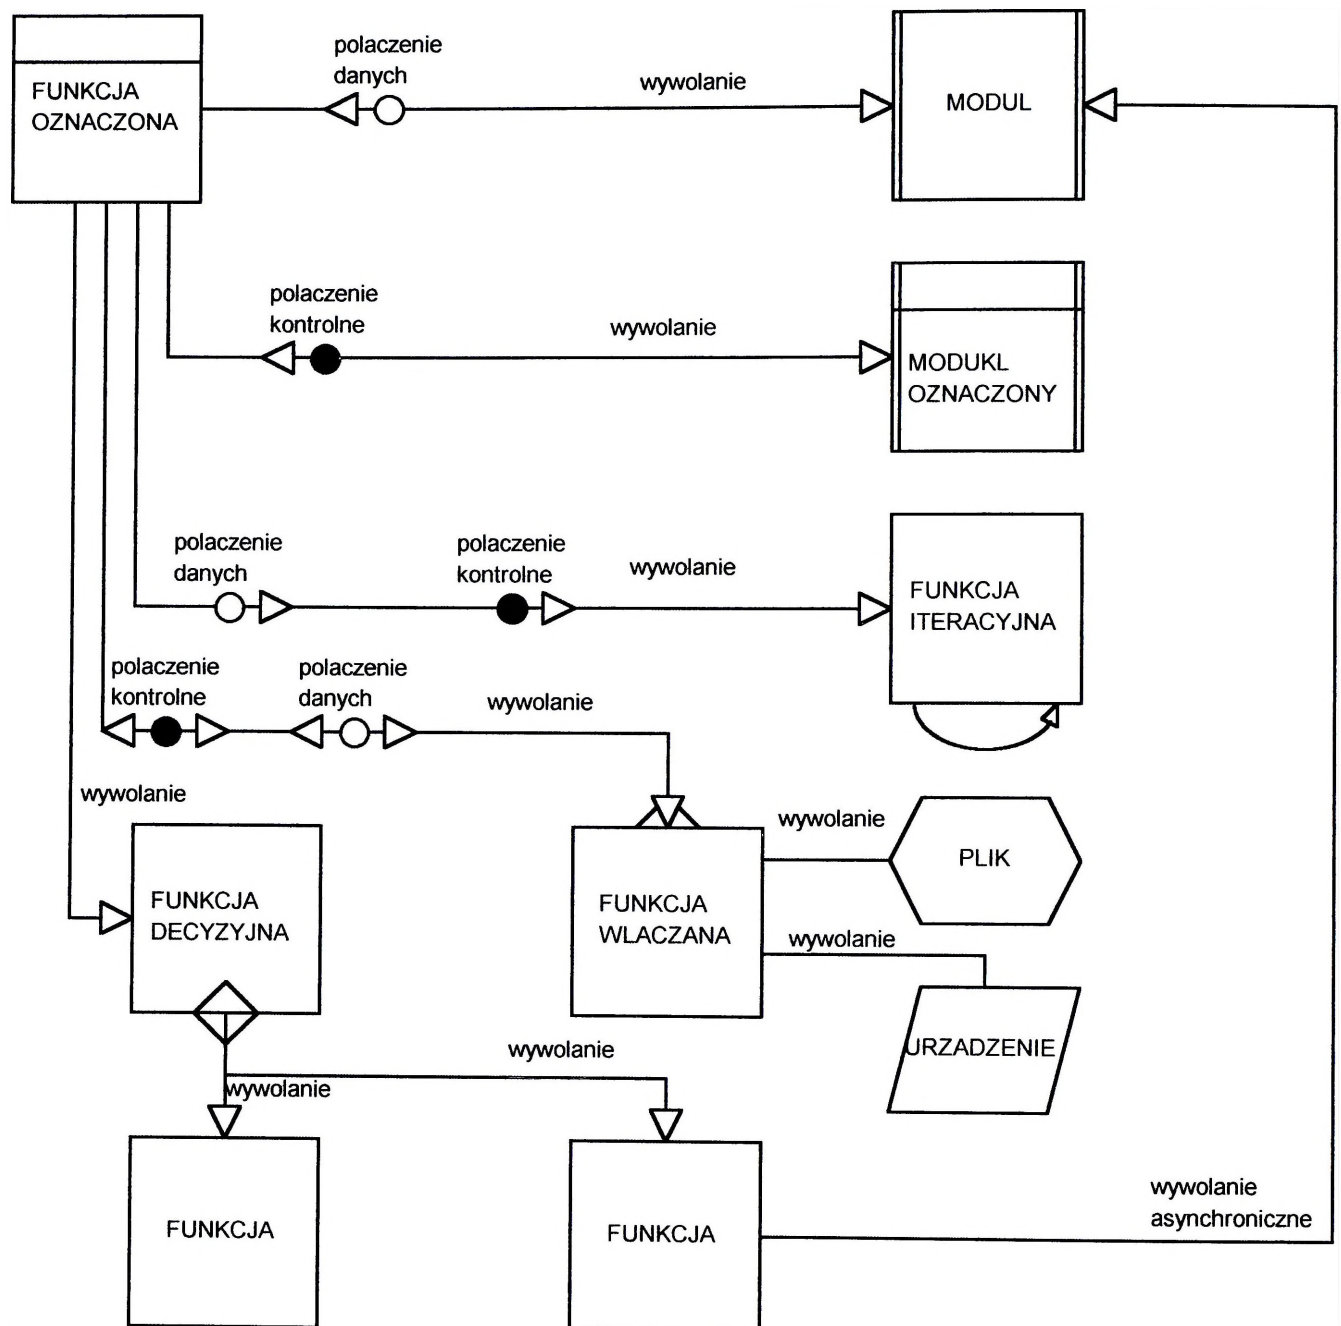 polaczenie
danych
wywolanie
FUNKCJA
OZNACZONA
MODUL
polaczenie
kontrolne
wywolanie
MODUKL
OZNACZONY
polaczenie
danych
polaczenie
kontrolne
wywolanie
FUNKCJA
ITERACYJNA
polaczenie
kontrolne
polaczenie
danych
wywolanie
wywolanie
FUNKCJA
DECYZYJNA
FUNKCJA
WLACZANA
wywolanie
PLIK
wywolanie
URZADZENIE
wywolanie
wywolanie
FUNKCJA
FUNKCJA
wywolanie
asynchroniczne